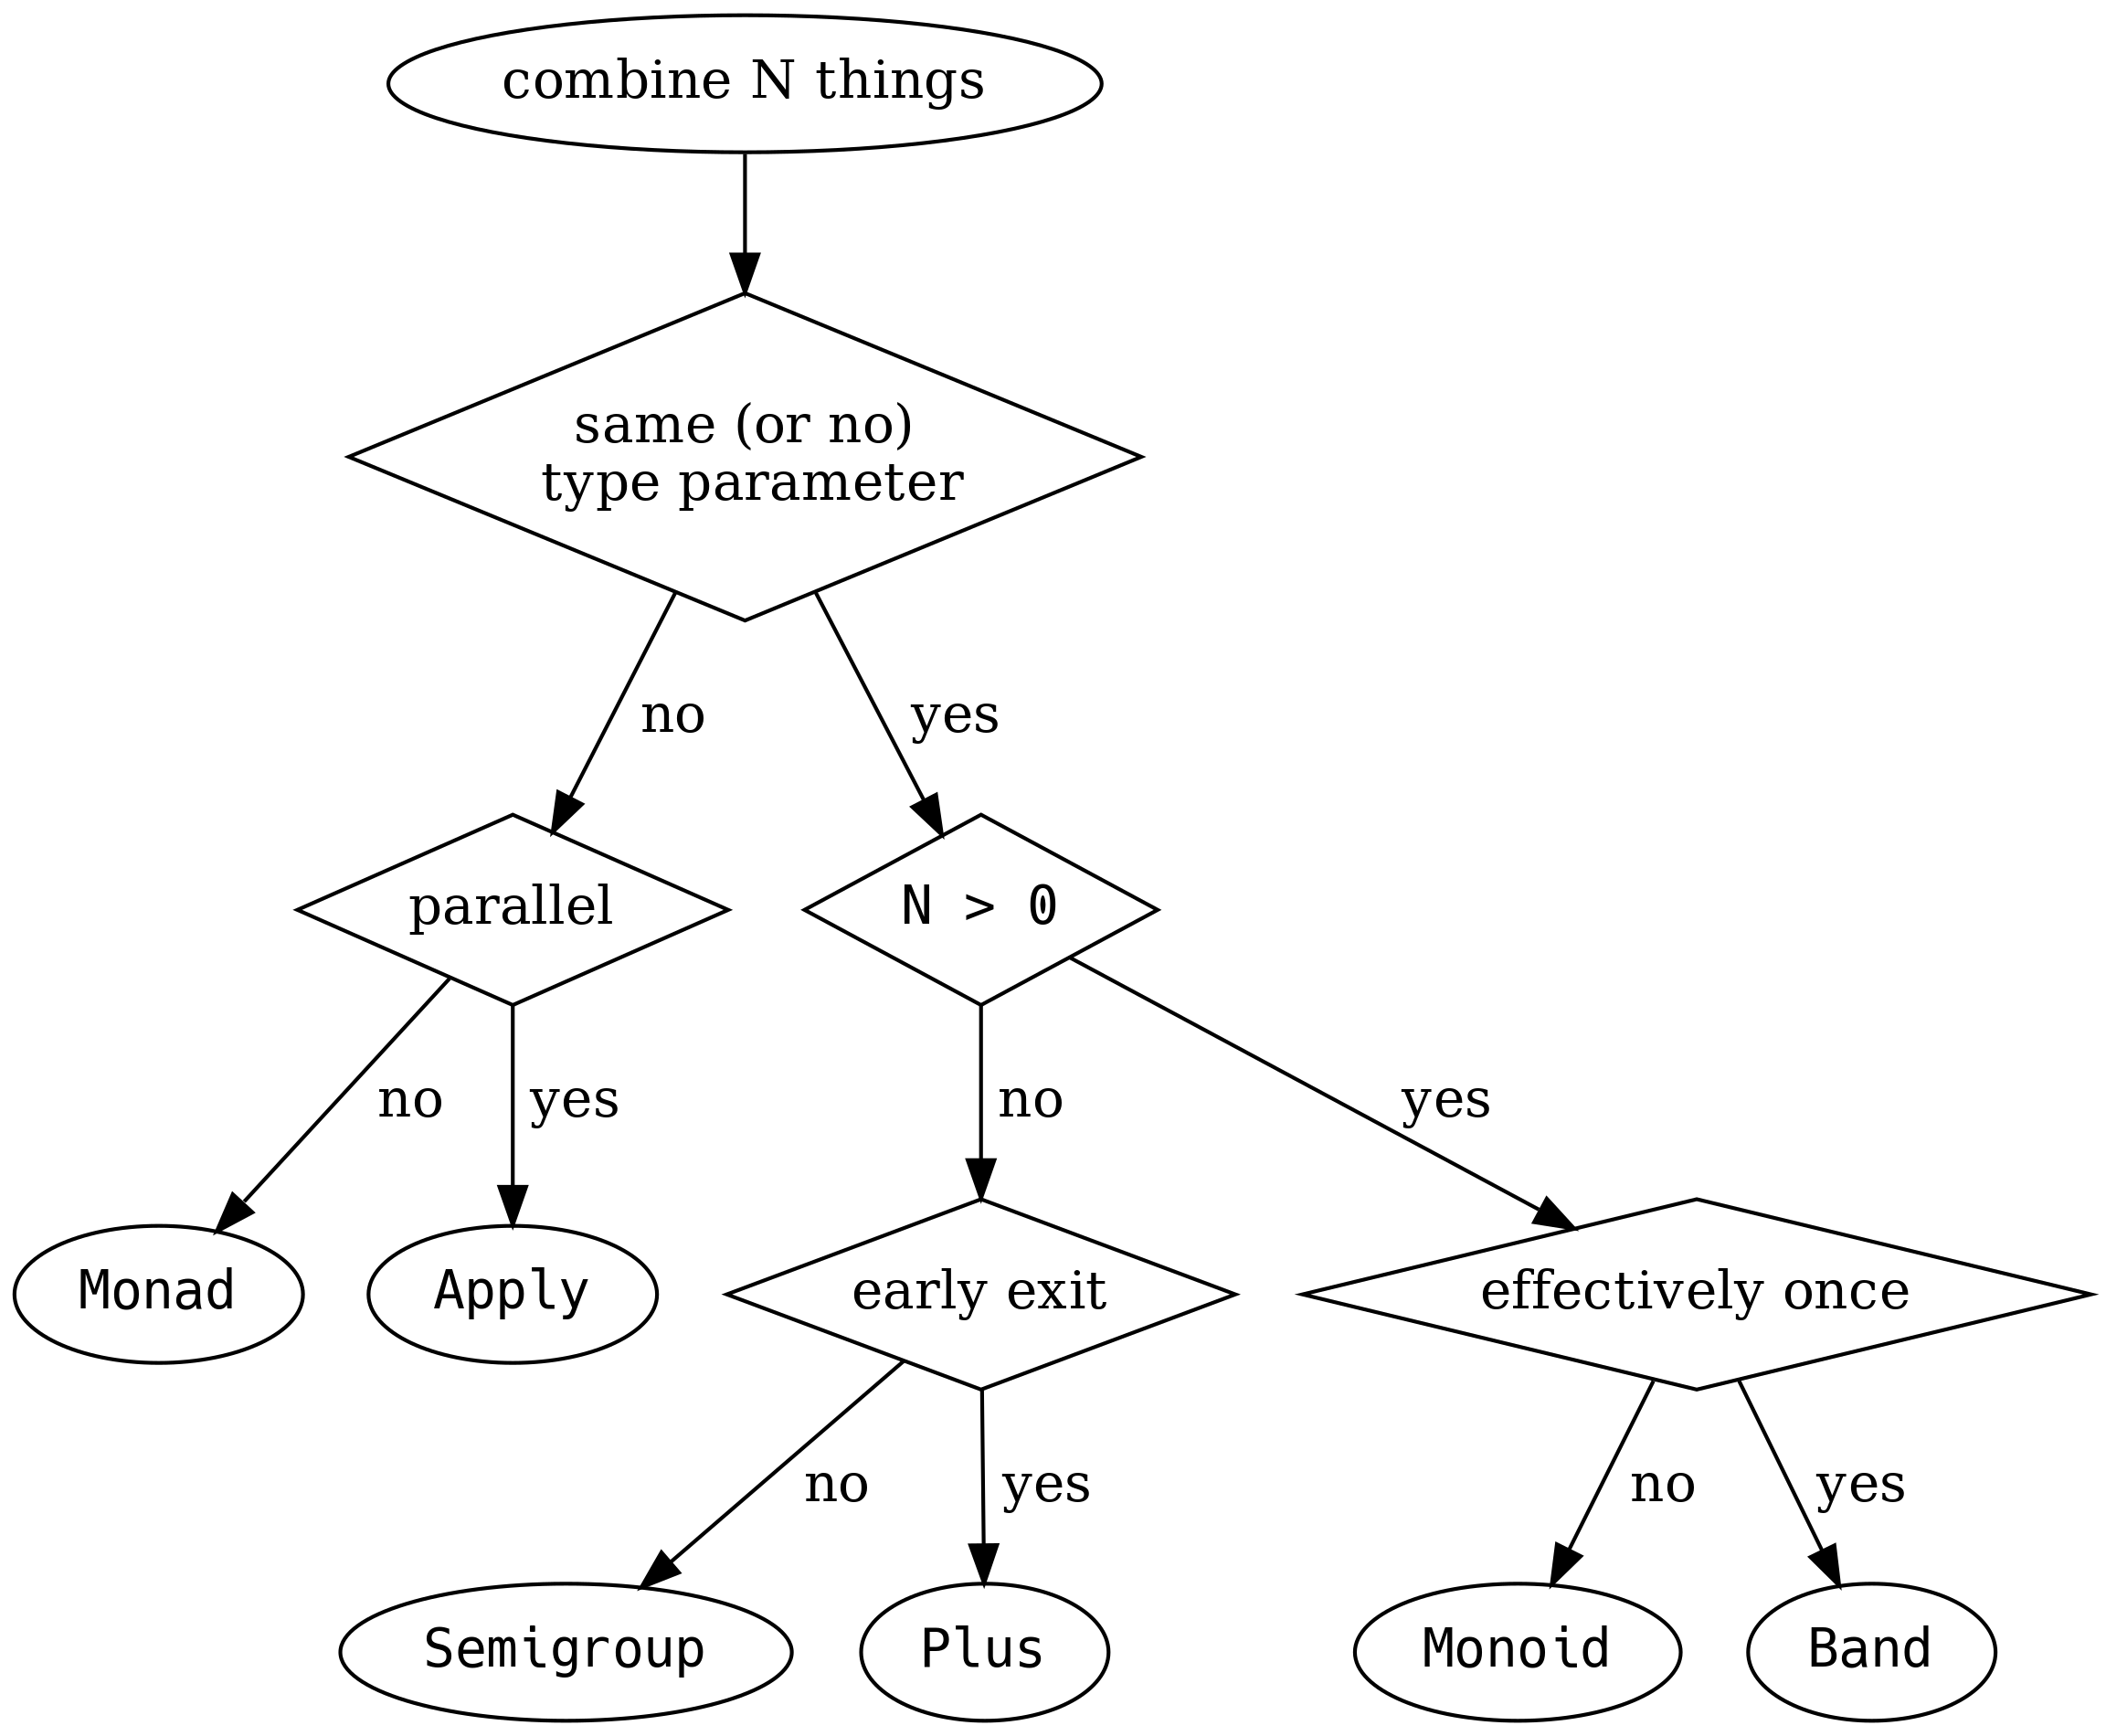 combine N things
same (or no)
type parameter
no
yes
parallel
N > 0
no
yes
no
yes
Monad
Apply
early exit
effectively once
no
yes
no
yes
Semigroup
Plus
Monoid
Band